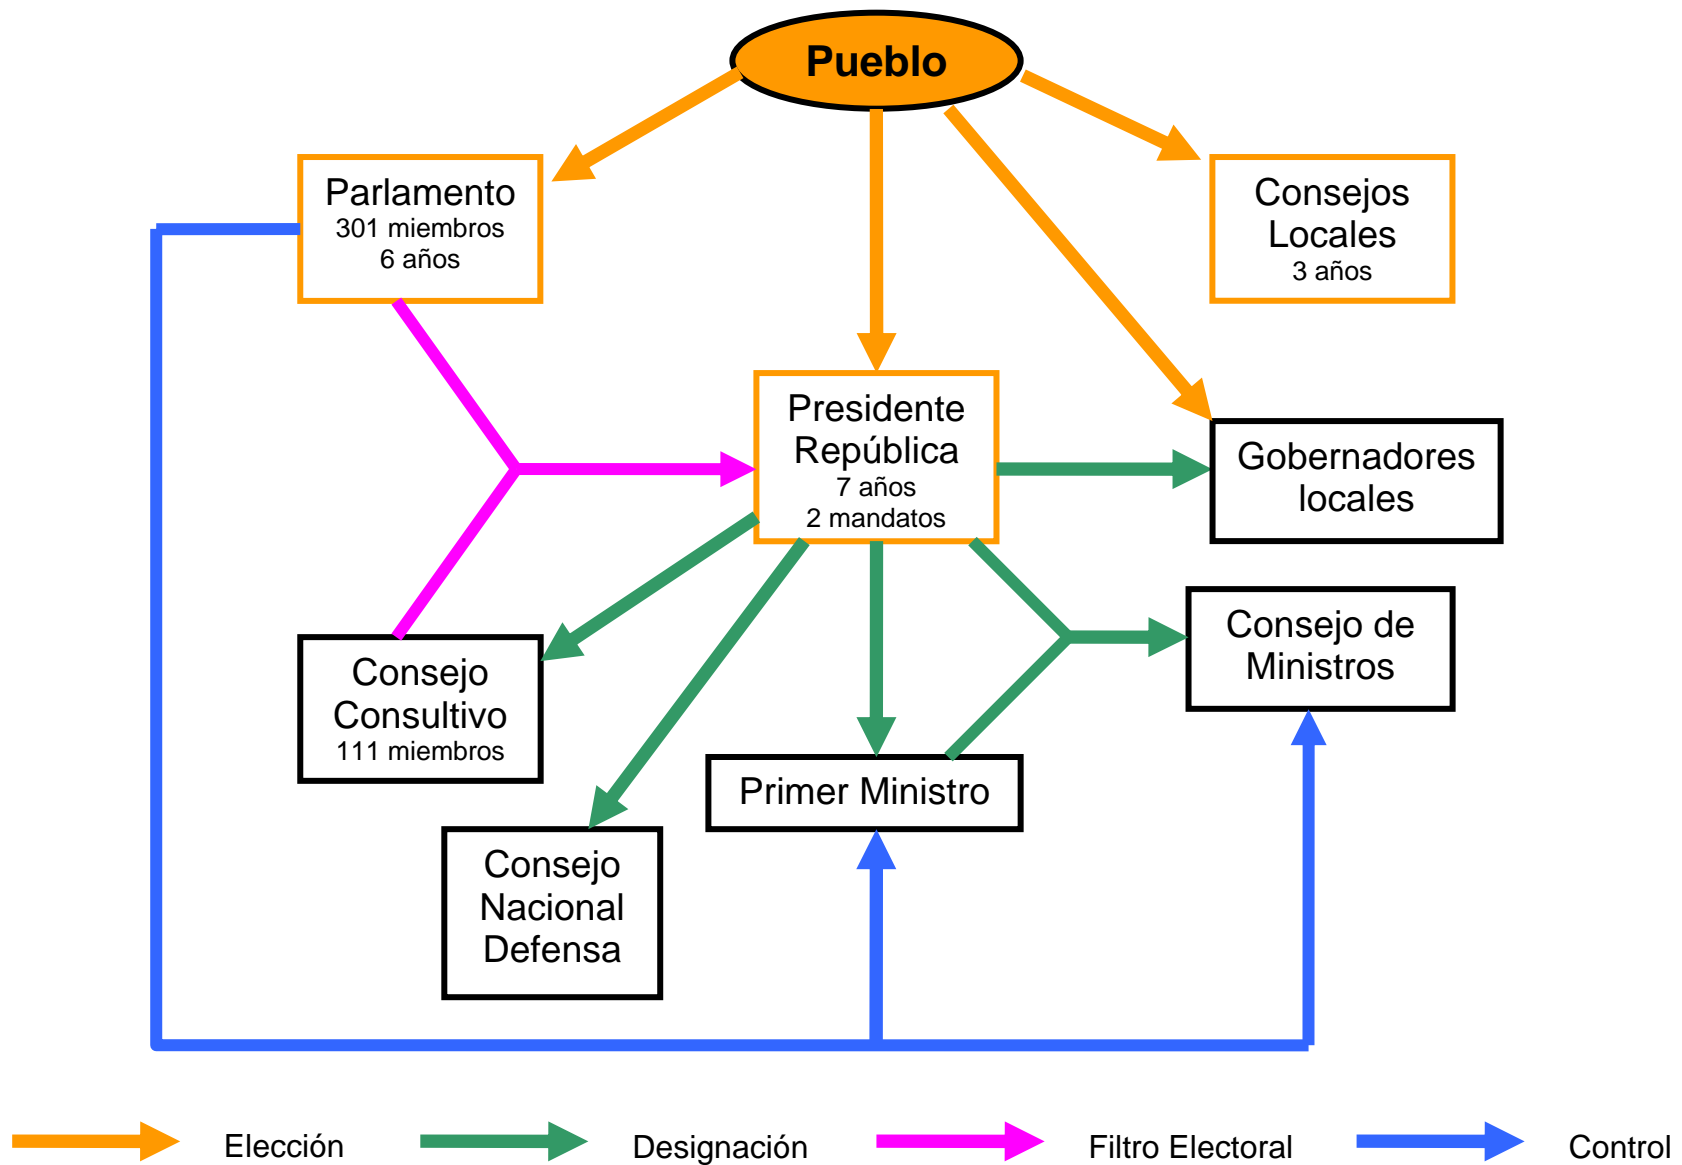 Pueblo
Parlamento
301 miembros
6 años
Consejos
Locales
3 años
Presidente
República
7 años
2 mandatos
Gobernadores
locales
Consejo de
Ministros
Consejo
Consultivo
111 miembros
Primer Ministro
Consejo
Nacional
Defensa
Elección
Designación
Filtro Electoral
Control